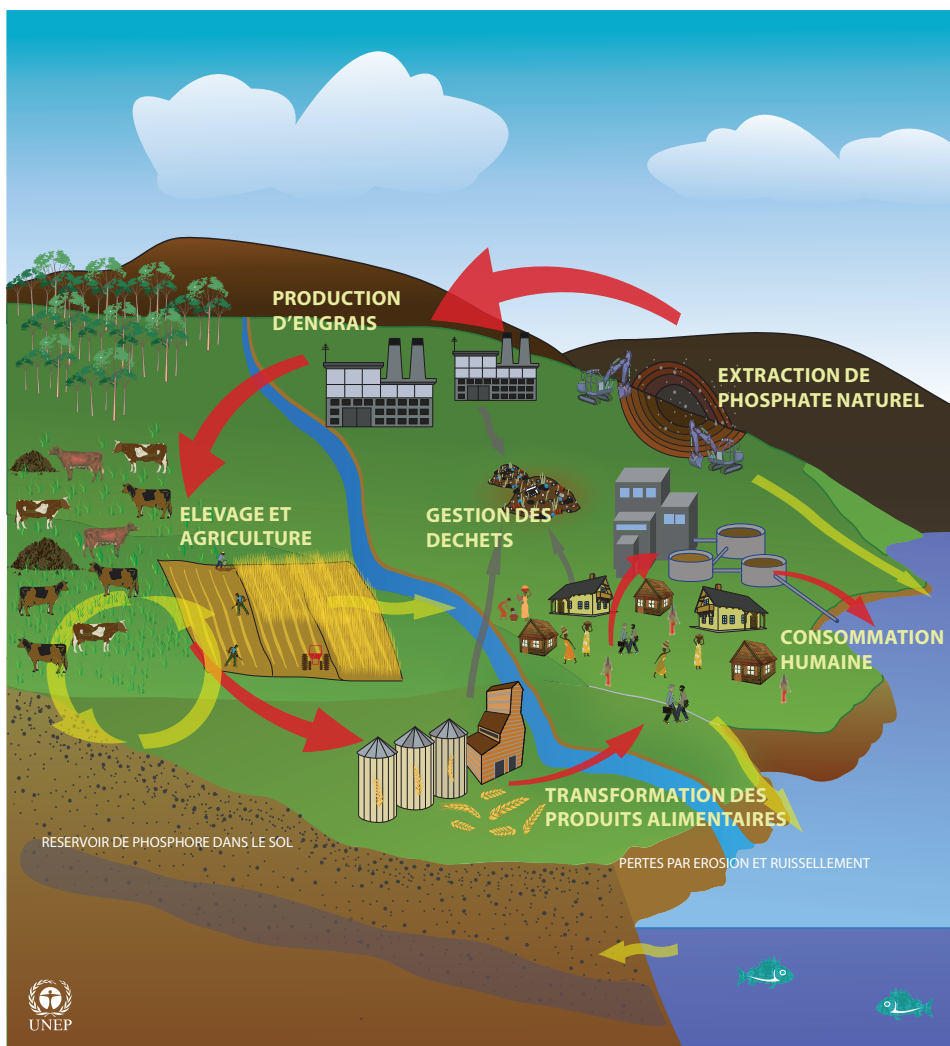 PRODUCTION
D'ENGRAIS
EXTRACTION DE
PHOSPHATE NATUREL
ELEVAGE ET
AGRICULTURE
GESTION DES
DECHETS
CONSOMMATION
HUMAINE
TRANSFORMATION DES
PRODUITS ALIMENTAIRES
RESERVOIR DE PHOSPHORE DANS LE SOL
PERTES PAR EROSION ET RUISSELLEMENT
UNEP